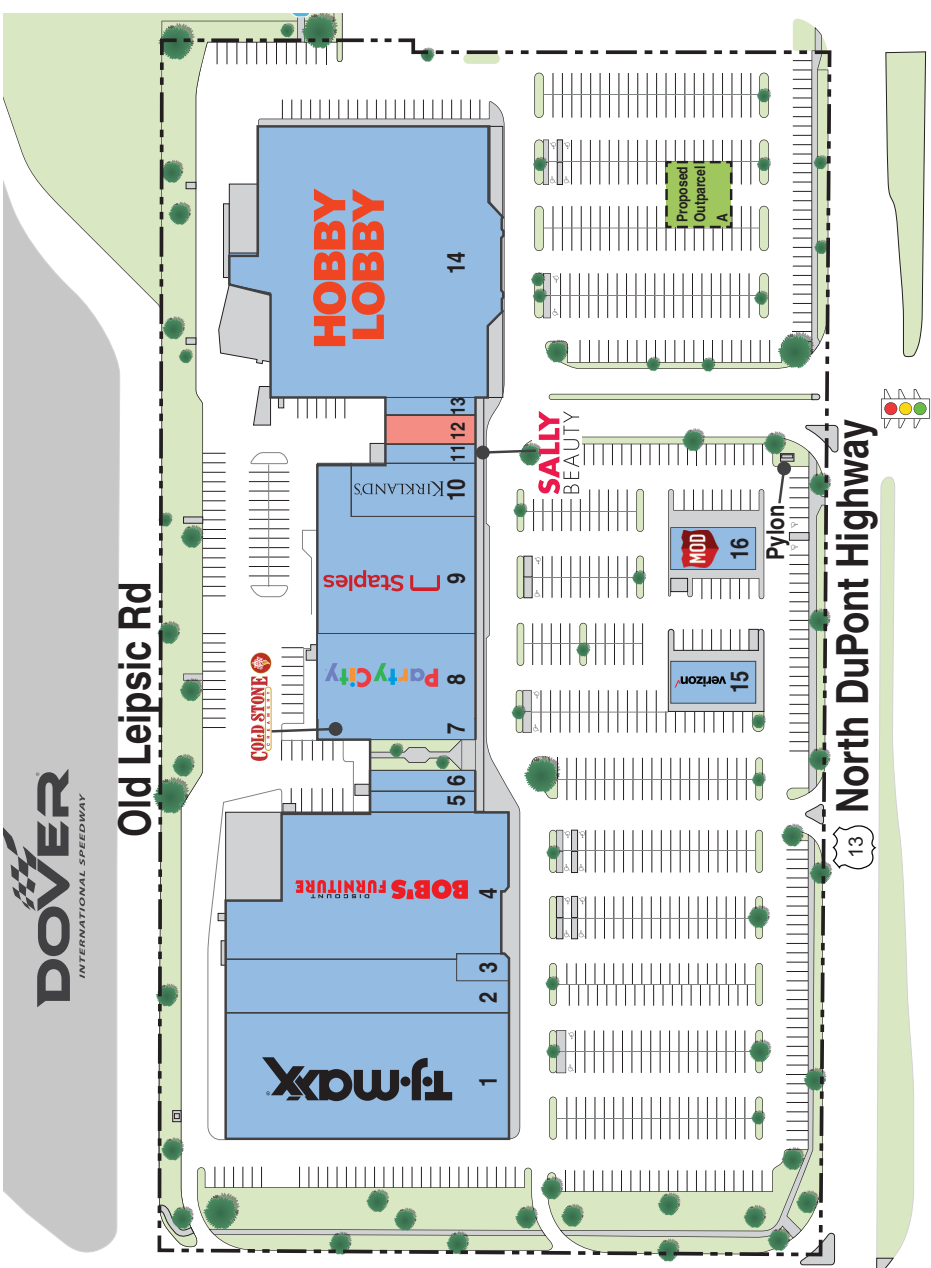 DOVER
INTERNATIONAL SPEEDWAY
Old Leipsic Rd
HOBBY
LOBBY
14
13
12
11
SALLY
BEAUTY
KIRKLAND'S
10
Staples
9
Party City
8
COLD STONE
CREAMERY
7
6
5
BOB'S
DISCOUNT
FURNITURE
4
3
2
T·J·maxx
1
Proposed
Outparcel
A
MOD
16
Pylon
verizon
15
North DuPont Highway
13